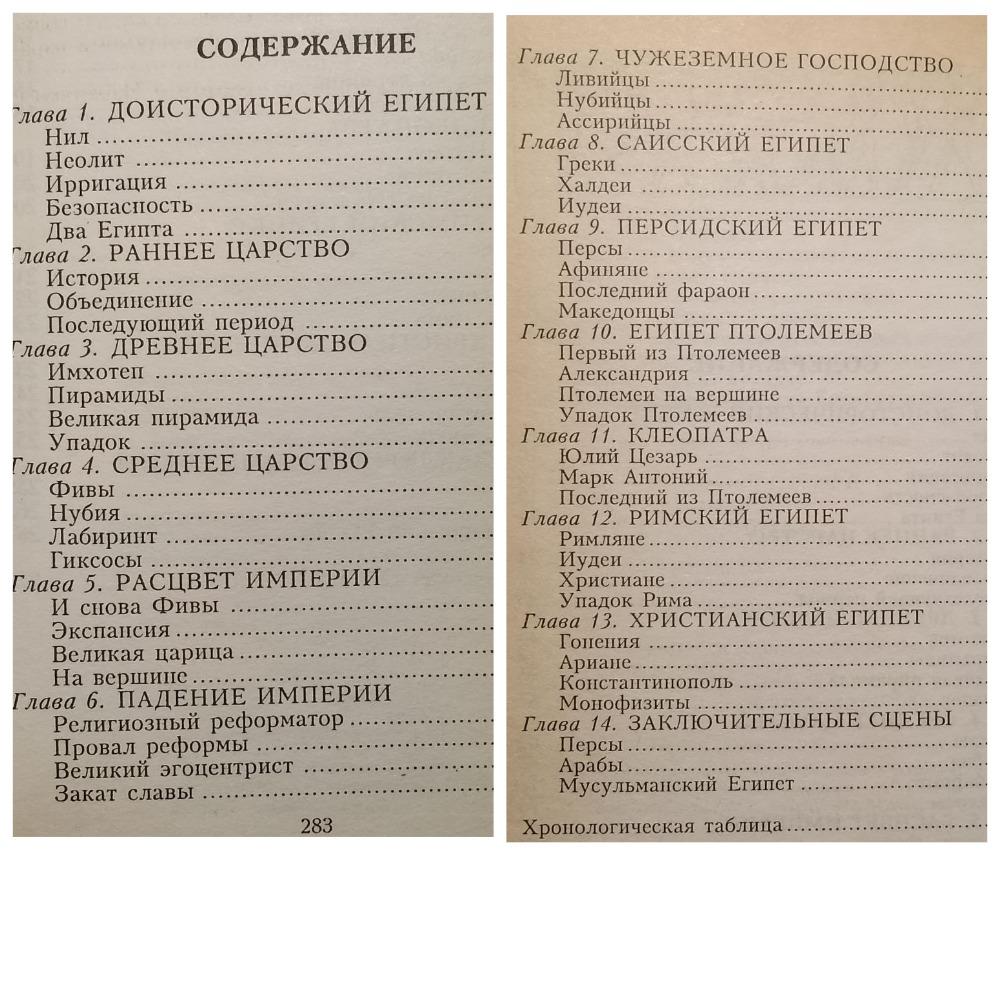 СОДЕРЖАНИЕ
Глава 1. ДОИСТОРИЧЕСКИЙ ЕГИПЕТ
Нил
Неолит
Ирригация
Безопасность
Два Египта
Глава 2. РАННЕЕ ЦАРСТВО
История
Объединение
Последующий период
Глава 3. ДРЕВНЕЕ ЦАРСТВО
Имхотеп
Пирамиды
Великая пирамида
Упадок
Глава 4. СРЕДНЕЕ ЦАРСТВО
Фивы
Нубия
Лабиринт
Гиксосы
Глава 5. РАСЦВЕТ ИМПЕРИИ
И снова Фивы
Экспансия
Великая царица
На вершине
Глава 6. ПАДЕНИЕ ИМПЕРИИ
Религиозный реформатор
Провал реформы
Великий эгоцентрист
Закат славы
283
Глава 7. ЧУЖЕЗЕМНОЕ ГОСПОДСТВО
Ливийцы
Нубийцы
Ассирийцы
Глава 8. САИССКИЙ ЕГИПЕТ
Греки
Халдеи
Иудеи
Глава 9. ПЕРСИДСКИЙ ЕГИПЕТ
Персы
Афиняне
Последний фараон
Македонцы
Глава 10. ЕГИПЕТ ПТОЛЕМЕЕВ
Первый из Птолемеев
Александрия
Птолемеи на вершине
Упадок Птолемеев
Глава 11. КЛЕОПАТРА
Юлий Цезарь
Марк Антоний
Последний из Птолемеев
Глава 12. РИМСКИЙ ЕГИПЕТ
Римляне
Иудеи
Христиане
Упадок Рима
Глава 13. ХРИСТИАНСКИЙ ЕГИПЕТ
Гонения
Ариане
Константинополь
Монофизиты
Глава 14. ЗАКЛЮЧИТЕЛЬНЫЕ СЦЕНЫ
Персы
Арабы
Мусульманский Египет
Хронологическая таблица